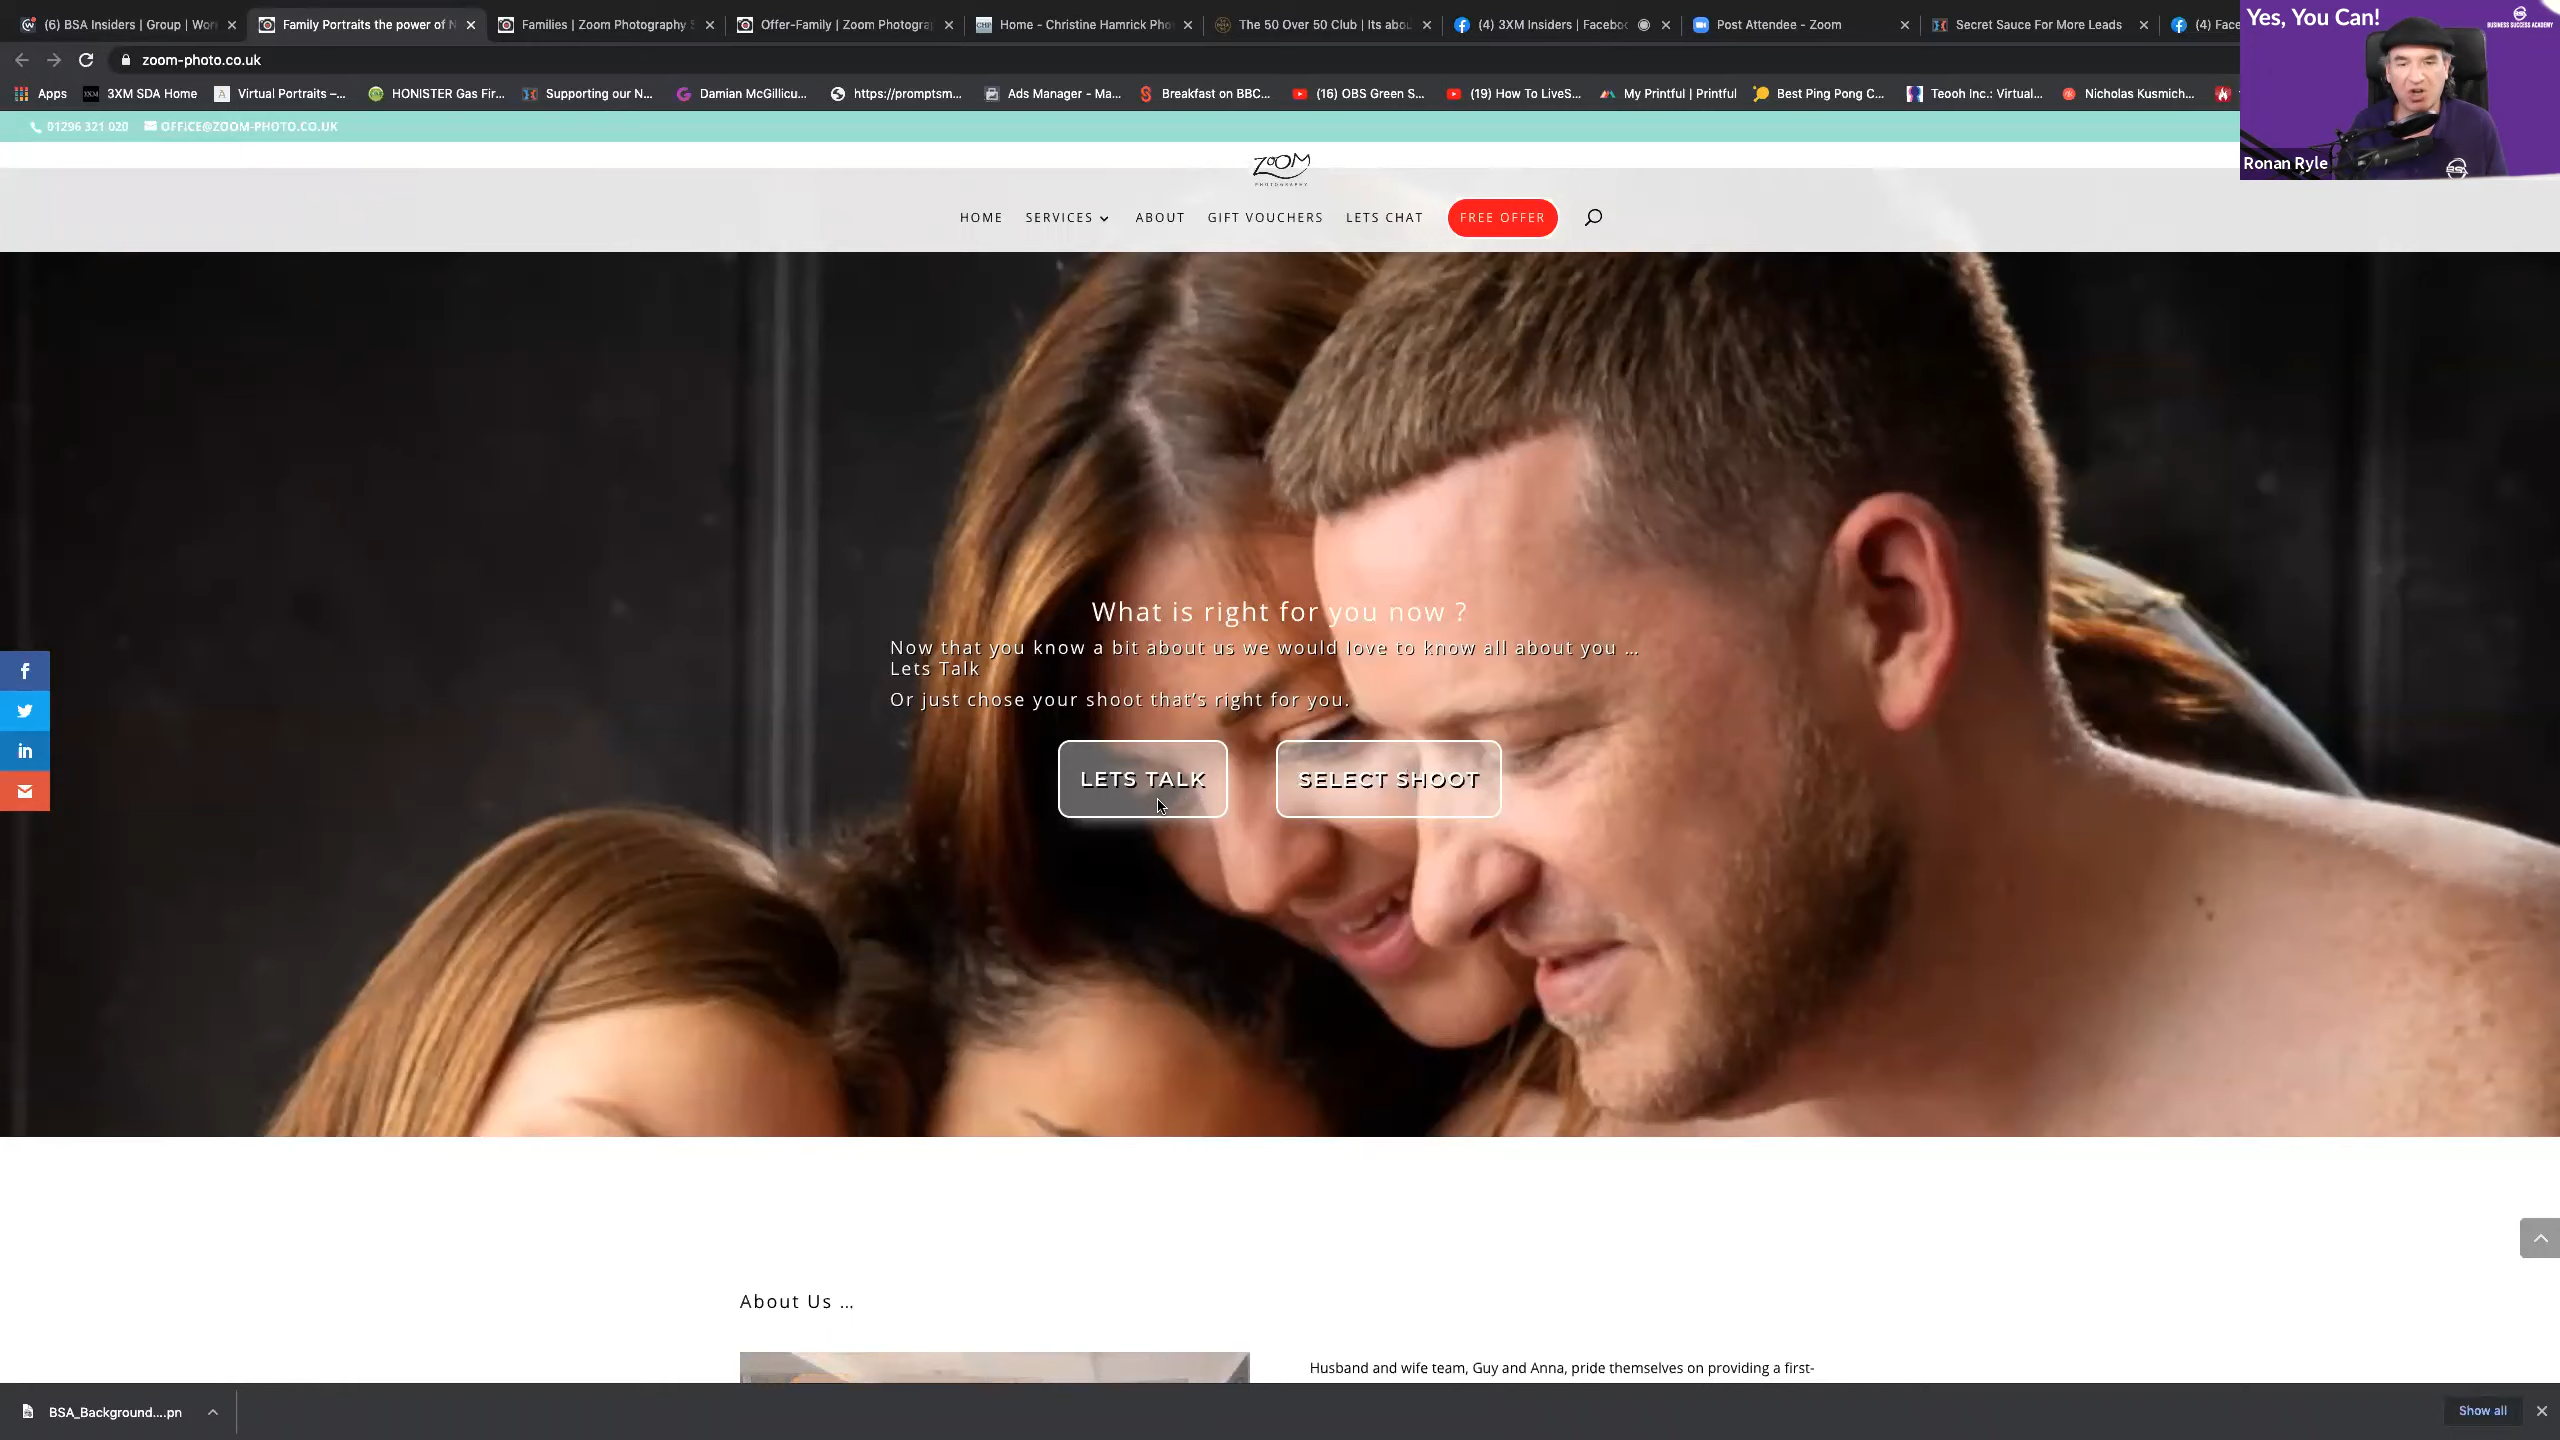 (6) BSA Insiders | Group | Wor
Family Portraits the power of N
Families | Zoom Photography S
Offer-Family | Zoom Photogra
Home - Christine Hamrick Pho
The 50 Over 50 Club | Its abou
(4) 3XM Insiders | Facebo
Post Attendee - Zoom
Secret Sauce For More Leads
(4) Face
zoom-photo.co.uk
Apps
3XM SDA Home
Virtual Portraits –...
HONISTER Gas Fir...
Supporting our N...
Damian McGillicu...
https://promptsm...
Ads Manager - Ma...
Breakfast on BBC...
(16) OBS Green S...
(19) How To LiveS...
My Printful | Printful
Best Ping Pong C...
Teooh Inc.: Virtual...
Nicholas Kusmich...
Yes, You Can!
BUSINESS SUCCESS ACADEMY
Ronan Ryle
01296 321 020
OFFICE@ZOOM-PHOTO.CO.UK
ZOOM
PHOTOGRAPHY
HOME
SERVICES
ABOUT
GIFT VOUCHERS
LETS CHAT
FREE OFFER
What is right for you now ?
Now that you know a bit about us we would love to know all about you ...
Lets Talk
Or just chose your shoot that's right for you.
LETS TALK
SELECT SHOOT
About Us ...
Husband and wife team, Guy and Anna, pride themselves on providing a first-
BSA_Background....pn
Show all